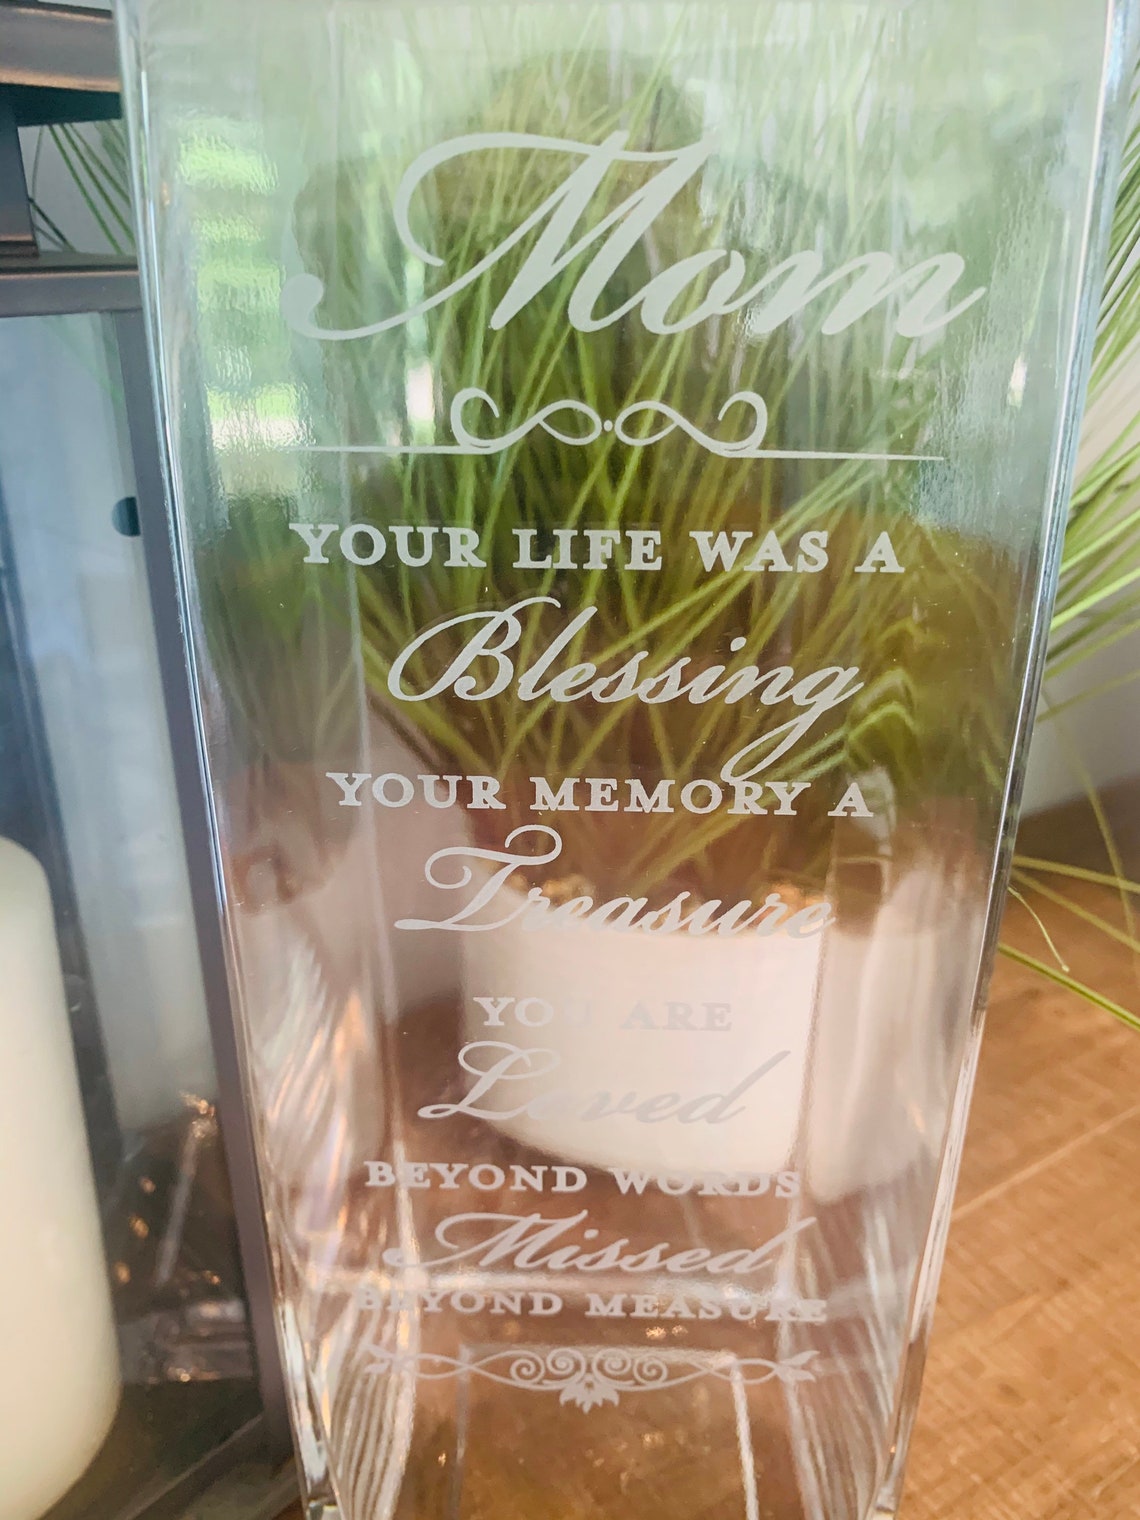 Mom
YOUR LIFE WAS A
Blessing
YOUR MEMORY A
Treasure
YOU ARE
Loved
BEYOND WORDS
Missed
BEYOND MEASURE